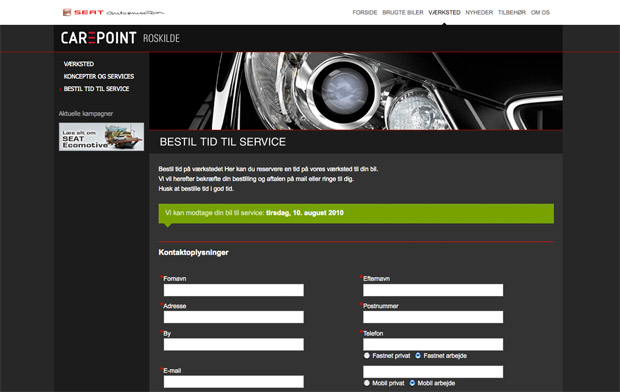 SEAT auto emoción
FORSIDE BRUGTE BILER VÆRKSTED NYHEDER TILBEHØR OM OS
CAREPOINT ROSKILDE
VÆRKSTED
KONCEPTER OG SERVICES
BESTIL TID TIL SERVICE
Aktuelle kampagner
Læs alt om
SEAT
Ecomotive
BESTIL TID TIL SERVICE
Bestil tid på værkstedet Her kan du reservere en tid på vores værksted til din bil.
Vi vil herefter bekræfte din bestilling og aftalen på mail eller ringe til dig.
Husk at bestille tid i god tid.
Vi kan modtage din bil til service: tirsdag, 10. august 2010
Kontaktoplysninger
*Fornavn
*Efternavn
*Adresse
*Postnummer
*By
*Telefon
Fastnet privat Fastnet arbejde
*E-mail
Mobil privat Mobil arbejde